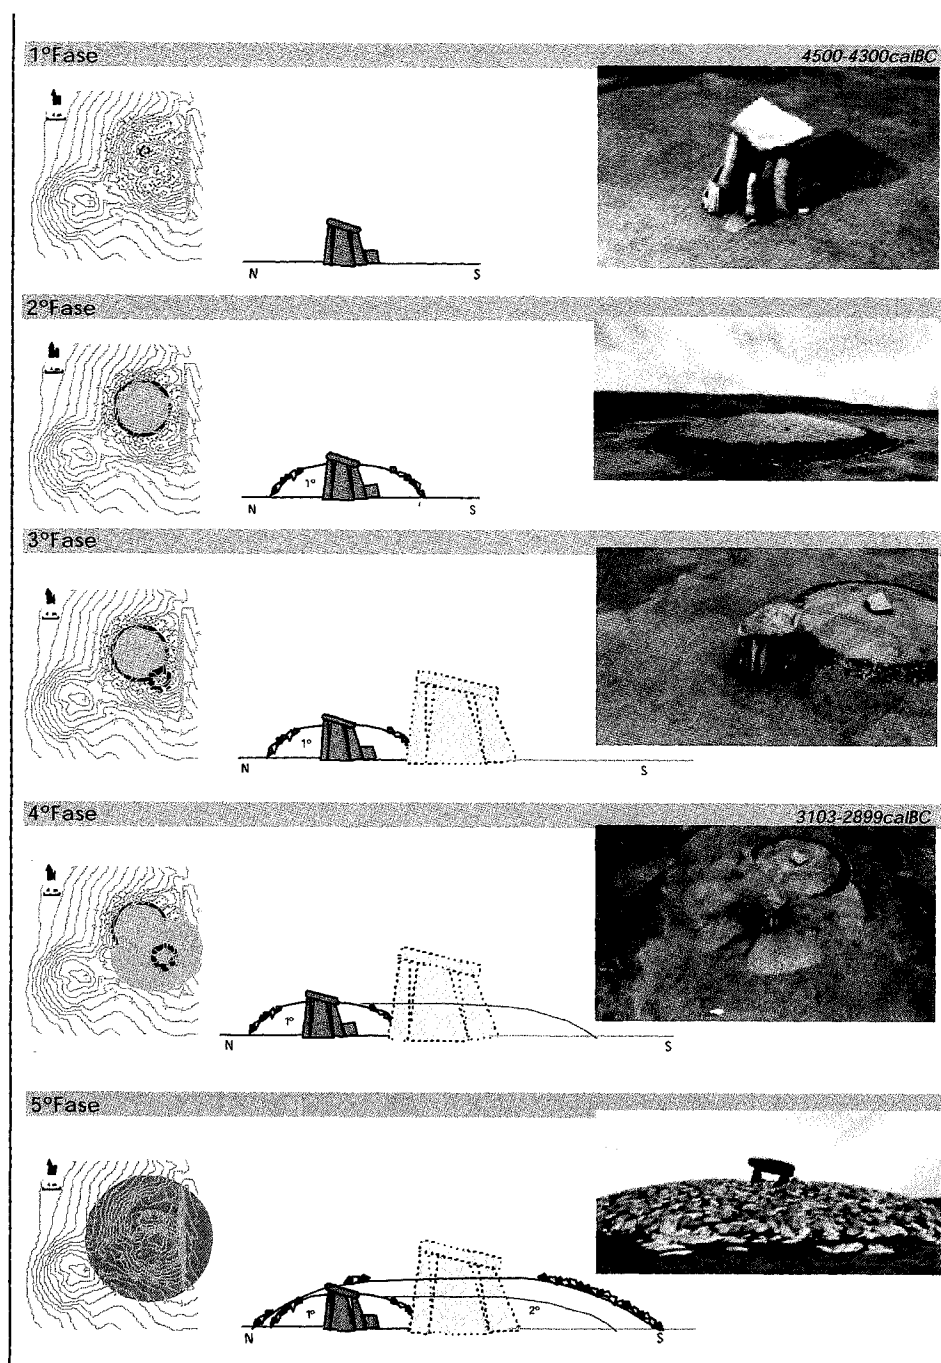 1ºFase 4500-4300calBC
N S
2ºFase
1º
N S
3ºFase
1º
N S
4ºFase 3103-2899calBC
1º
N S
5ºFase
1º 2º
N S